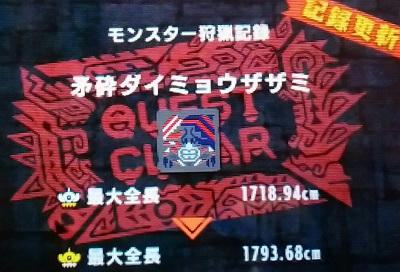 記録更新
モンスター狩猟記録
矛砕ダイミョウザザミ
QUEST
CLEAR
最大全長 1718.94cm
最大全長 1793.68cm